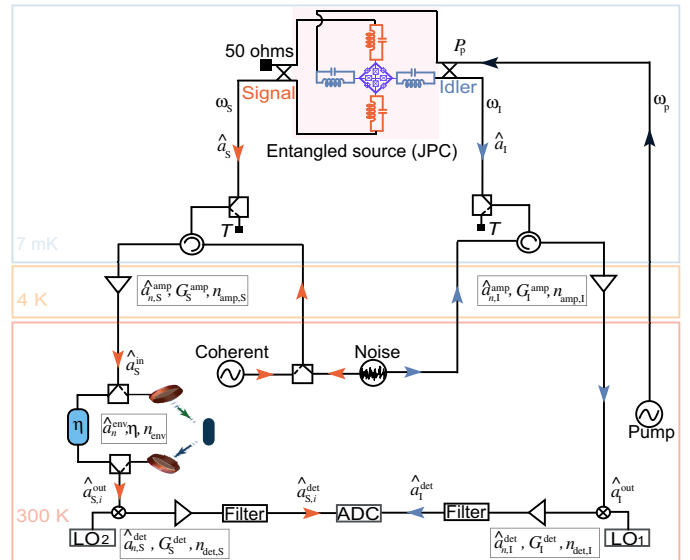 50 ohms
Signal
Idler
P_p
ω_S
ω_I
ω_p
Entangled source (JPC)
â_S
â_I
T
T
7 mK
4 K
â_{n,S}^{amp}, G_S^{amp}, n_{amp,S}
â_{n,I}^{amp}, G_I^{amp}, n_{amp,I}
â_S^{in}
Coherent
Noise
η
â_n^{env}, η, n_{env}
Pump
â_{S,i}^{out}
â_{S,i}^{det}
â_I^{det}
â_I^{out}
300 K
Filter
ADC
Filter
LO2
LO1
â_{n,S}^{det}, G_S^{det}, n_{det,S}
â_{n,I}^{det}, G_I^{det}, n_{det,I}